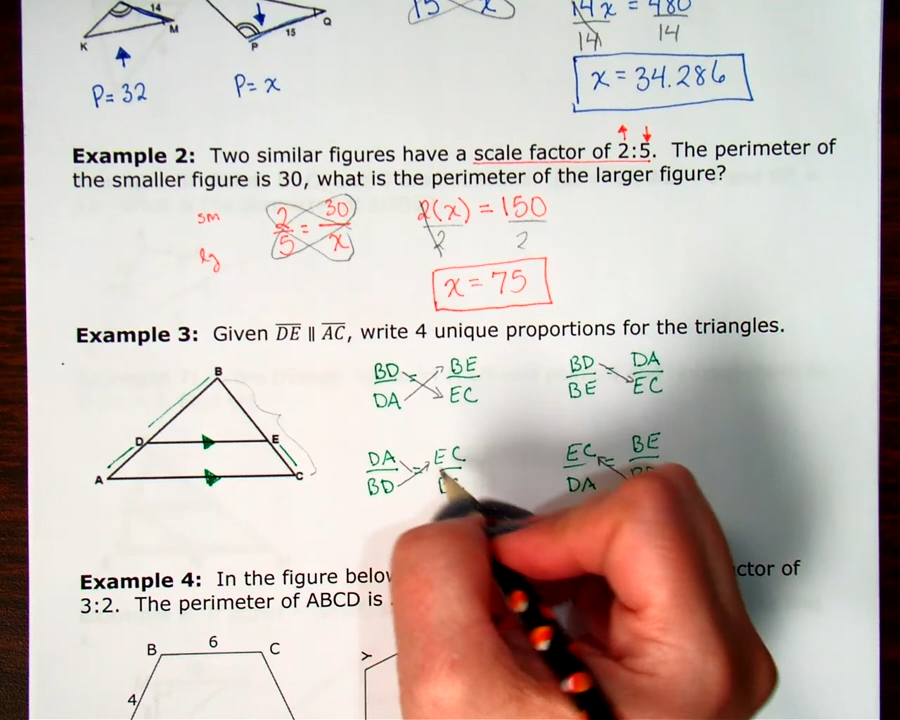 14
K
M
Q
P
15
P= 32
P= x
15 x
14x = 480
14 14
x = 34.286
Example 2: Two similar figures have a scale factor of 2:5. The perimeter of
the smaller figure is 30, what is the perimeter of the larger figure?
sm
lg
2/5 = 30/x
2(x) = 150
2 2
x = 75
Example 3: Given DE ∥ AC, write 4 unique proportions for the triangles.
B
D
E
A
C
BD = BE
DA EC
BD = DA
BE EC
DA = EC
BD
EC = BE
DA
Example 4: In the figure
ctor of
3:2. The perimeter of ABCD is
B 6 C
4
Y